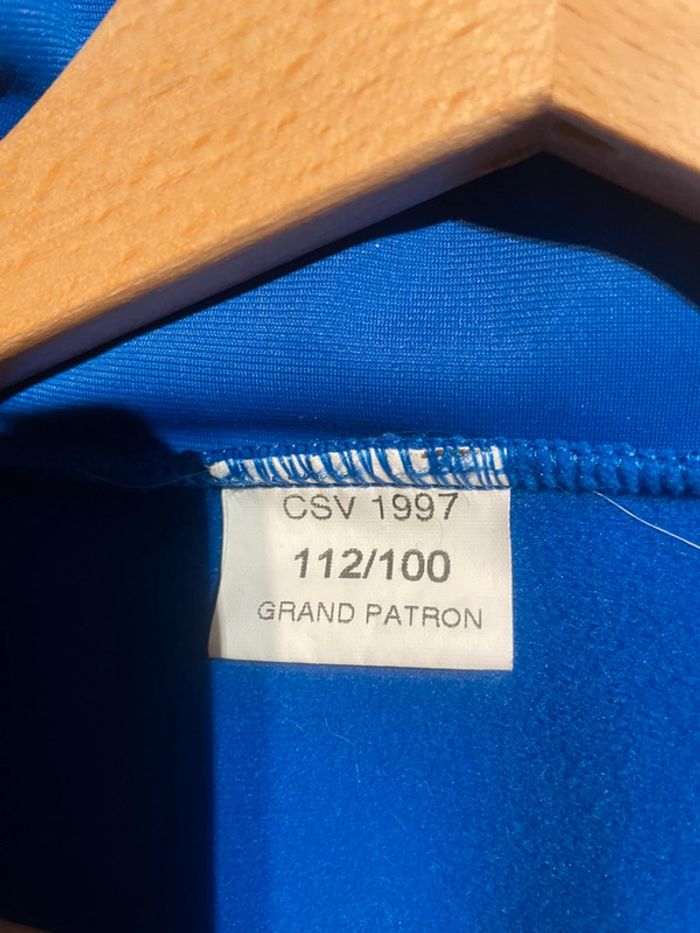 CSV 1997
112/100
GRAND PATRON